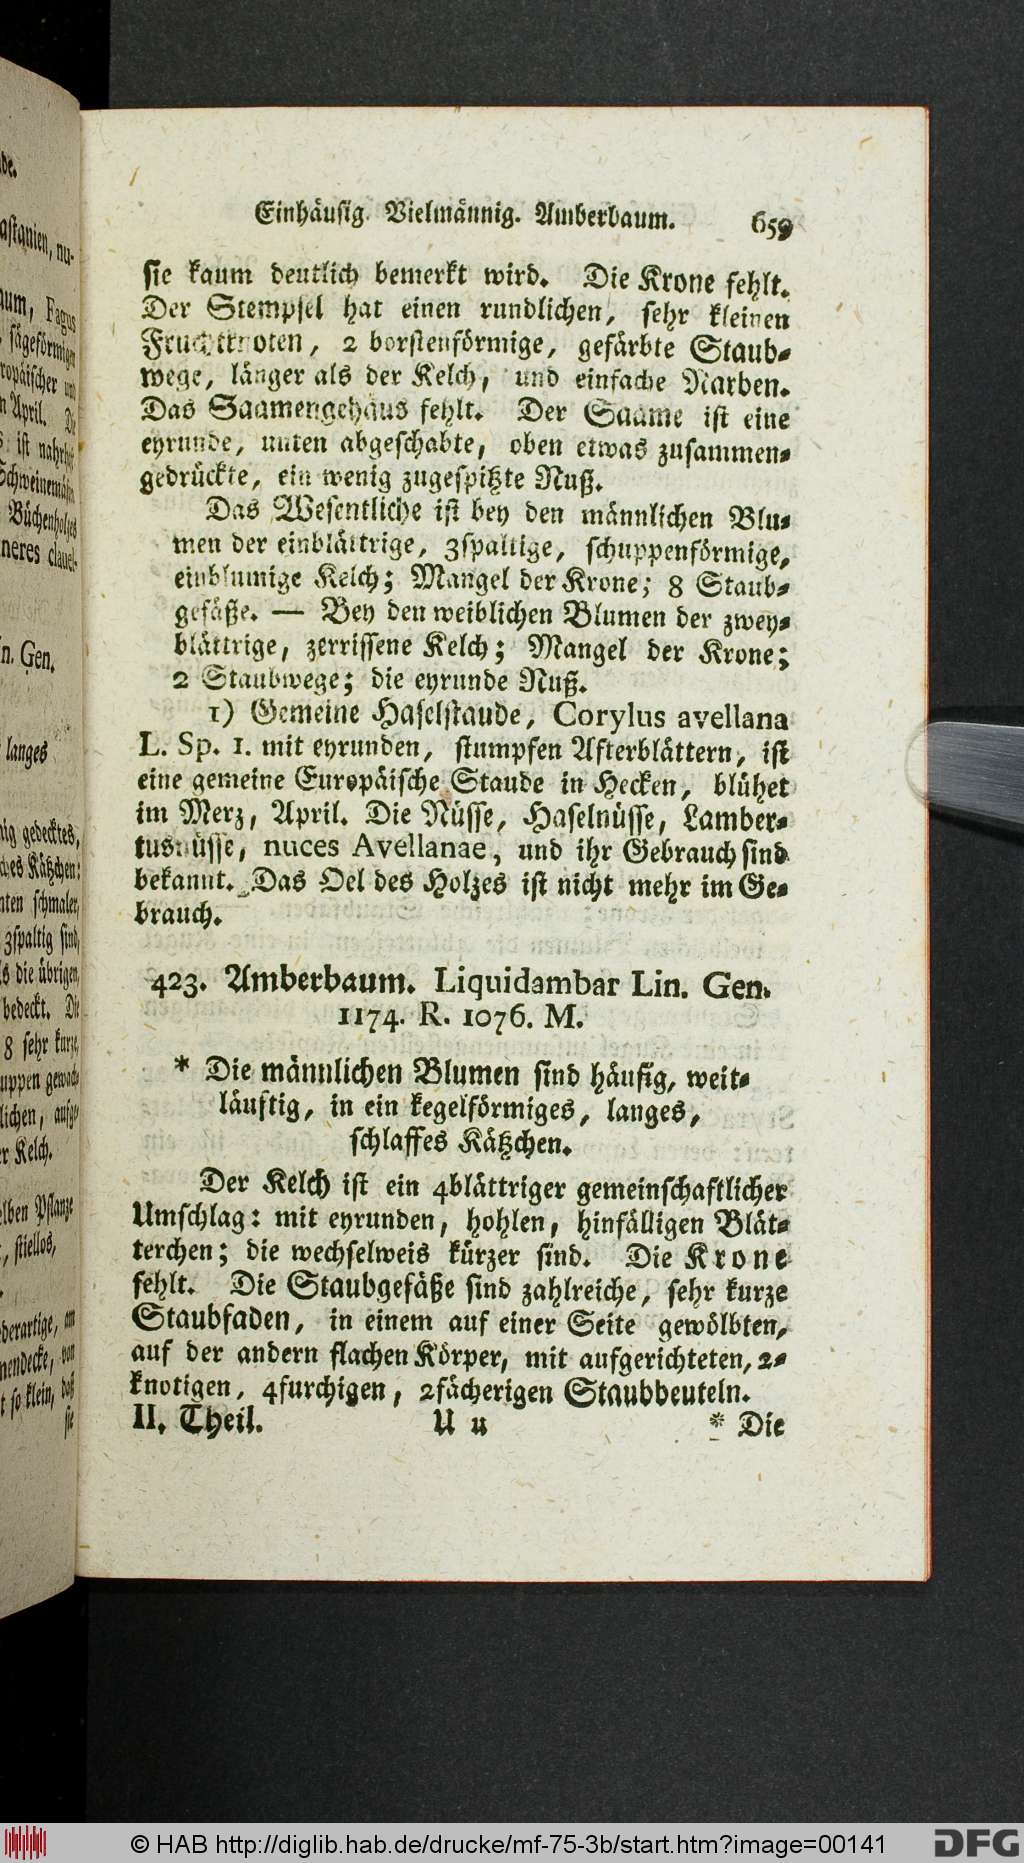 Einhäusig. Vielmännig. Amberbaum. 659
sie kaum deutlich bemerkt wird. Die Krone fehlt.
Der Stempfel hat einen rundlichen, sehr kleinen
Fruchtknoten, 2 borstenförmige, gefärbte Staub-
wege, länger als der Kelch, und einfache Narben.
Das Saamengehäus fehlt. Der Saame ist eine
eyrunde, unten abgeschabte, oben etwas zusammen-
gedrückte, ein wenig zugespitzte Nuß.
Das Wesentliche ist bey den männlichen Blu-
men der einblättrige, 3spaltige, schuppenförmige,
einblumige Kelch; Mangel der Krone; 8 Staub-
gefäße. — Bey den weiblichen Blumen der zwey-
blättrige, zerrissene Kelch; Mangel der Krone;
2 Staubwege; die eyrunde Nuß.
1) Gemeine Haselstaude, Corylus avellana
L. Sp. 1. mit eyrunden, stumpfen Afterblättern, ist
eine gemeine Europäische Staude in Hecken, blühet
im Merz, April. Die Nüsse, Haselnüsse, Lamber-
tusnüsse, nuces Avellanae, und ihr Gebrauch sind
bekannt. Das Oel des Holzes ist nicht mehr im Ge-
brauch.
423. Amberbaum. Liquidambar Lin. Gen.
1174. R. 1076. M.
* Die männlichen Blumen sind häufig, weit-
läuftig, in ein kegelförmiges, langes,
schlaffes Kätzchen.
Der Kelch ist ein 4blättriger gemeinschaftlicher
Umschlag: mit eyrunden, hohlen, hinfälligen Blät-
terchen; die wechselweis kürzer sind. Die Krone
fehlt. Die Staubgefäße sind zahlreiche, sehr kurze
Staubfaden, in einem auf einer Seite gewölbten,
auf der andern flachen Körper, mit aufgerichteten, 2-
knotigen, 4furchigen, 2fächerigen Staubbeuteln.
II. Theil. U u * Die
© HAB http://diglib.hab.de/drucke/mf-75-3b/start.htm?image=00141
DFG